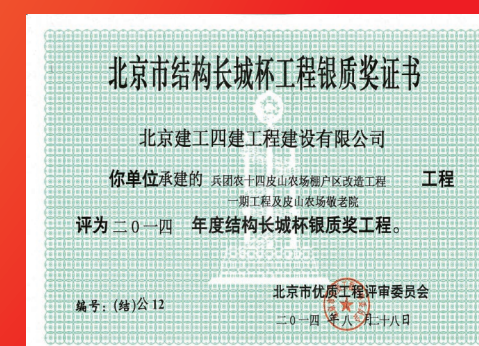 北京市结构长城杯工程银质奖证书
北京建工四建工程建设有限公司
你单位承建的 兵团农十四皮山农场棚户区改造工程 工程
一期工程及皮山农场敬老院
评为 二0一四 年度结构长城杯银质奖工程。
北京市优质工程评审委员会
编号：(结)公 12
二0一四 年 八 月二十八日